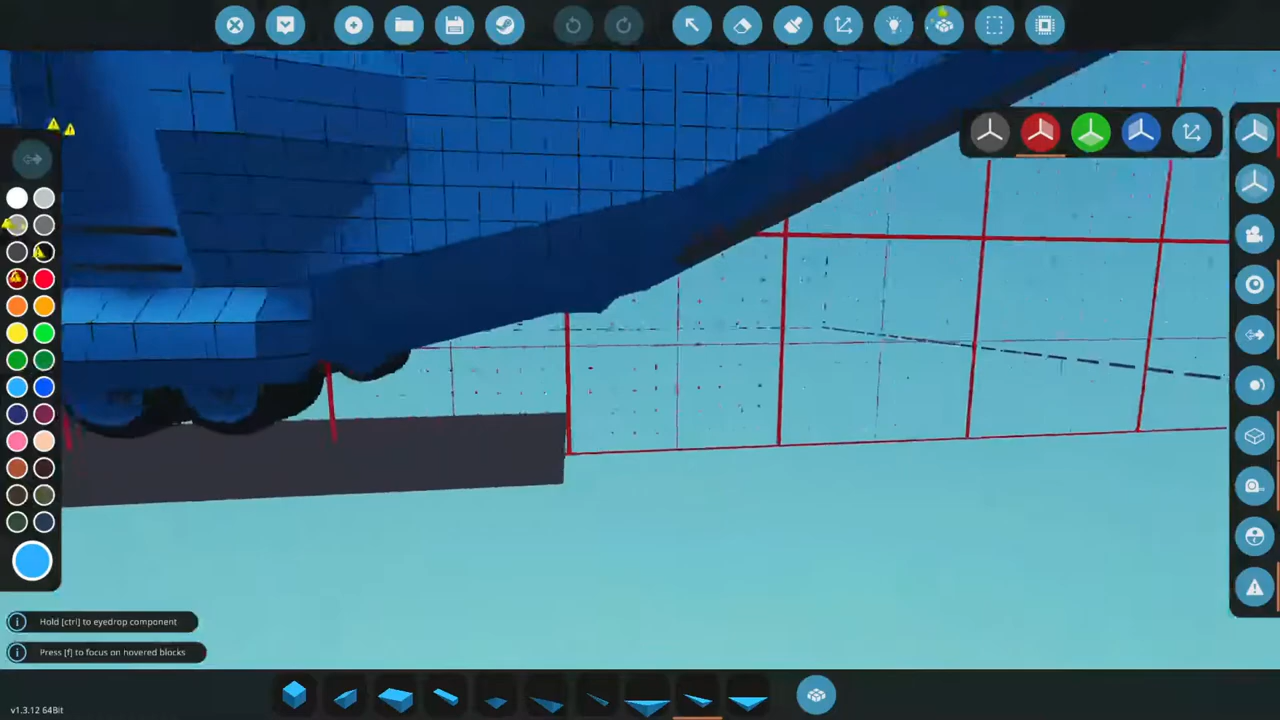 Hold [ctrl] to eyedrop component
Press [f] to focus on hovered blocks
v1.3.12 64Bit